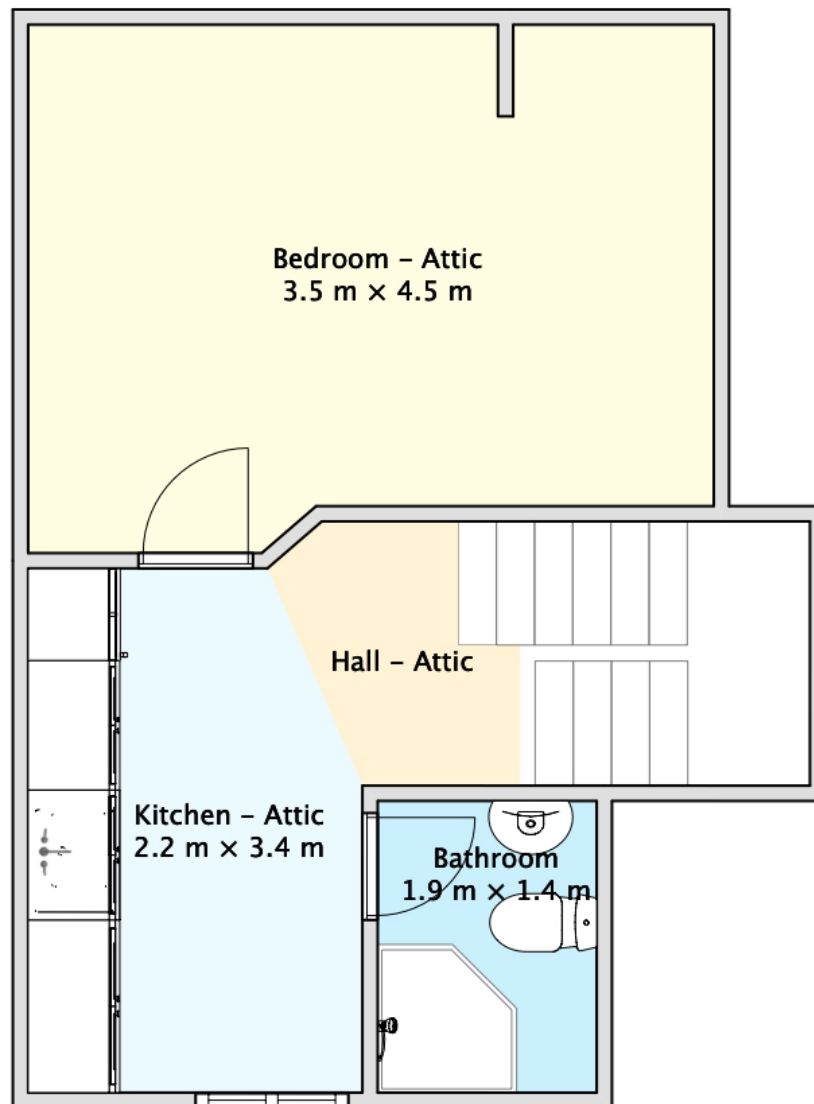 Bedroom – Attic
3.5 m × 4.5 m
Hall – Attic
Kitchen – Attic
2.2 m × 3.4 m
Bathroom
1.9 m × 1.4 m